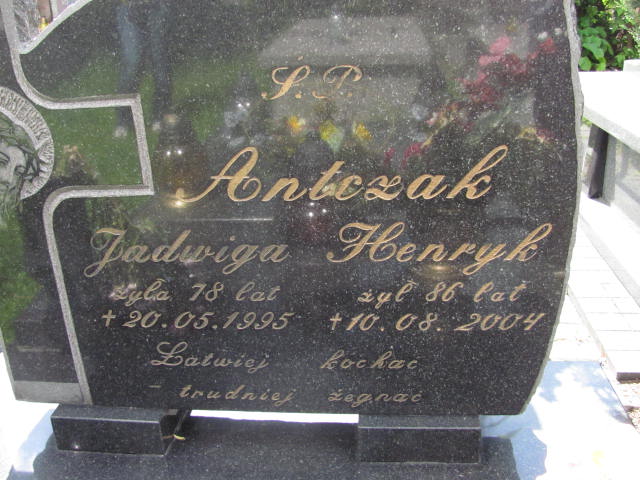 Ś.P.
Antczak
Jadwiga Henryk
żyła 78 lat żył 86 lat
+20.05.1995 +10.08.2004
Łatwiej kochać
- trudniej żegnać